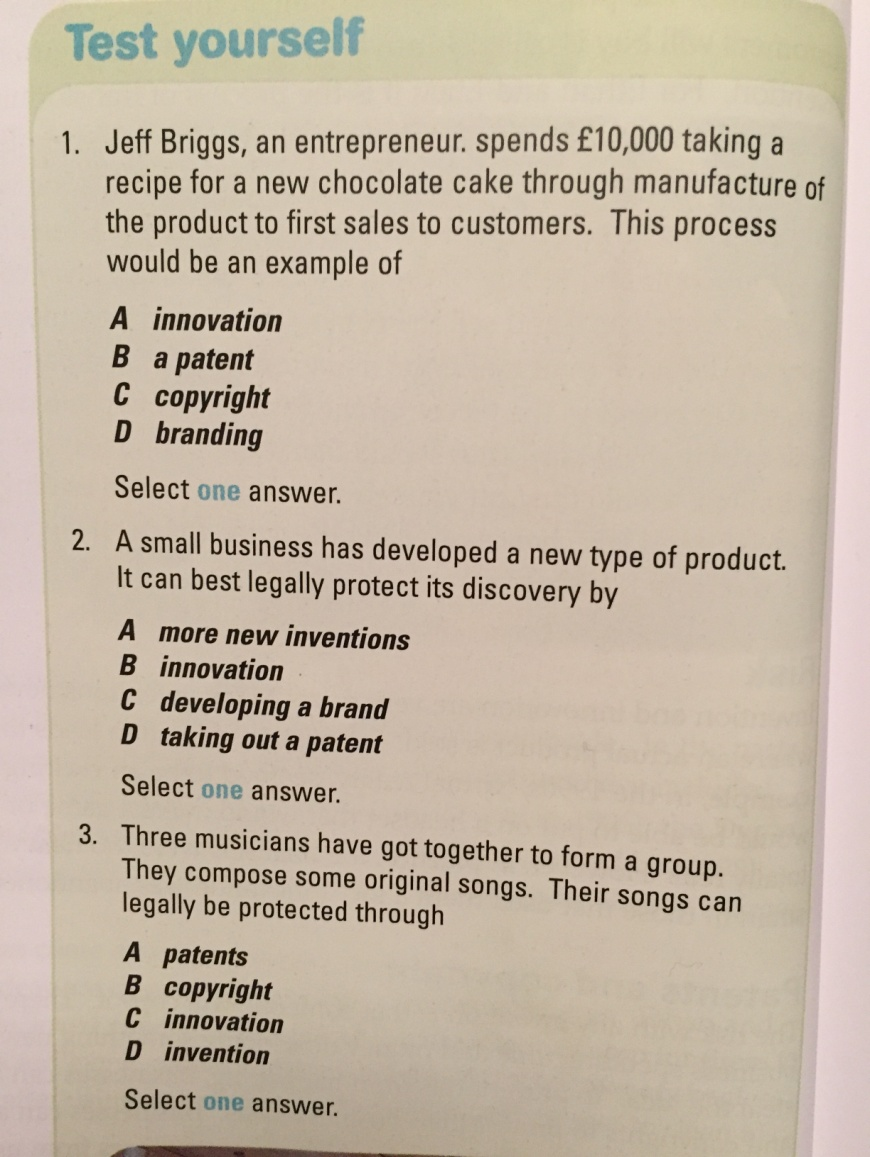 Test yourself
1. Jeff Briggs, an entrepreneur. spends £10,000 taking a
recipe for a new chocolate cake through manufacture of
the product to first sales to customers. This process
would be an example of
A innovation
B a patent
C copyright
D branding
Select one answer.
2. A small business has developed a new type of product.
It can best legally protect its discovery by
A more new inventions
B innovation
C developing a brand
D taking out a patent
Select one answer.
3. Three musicians have got together to form a group.
They compose some original songs. Their songs can
legally be protected through
A patents
B copyright
C innovation
D invention
Select one answer.